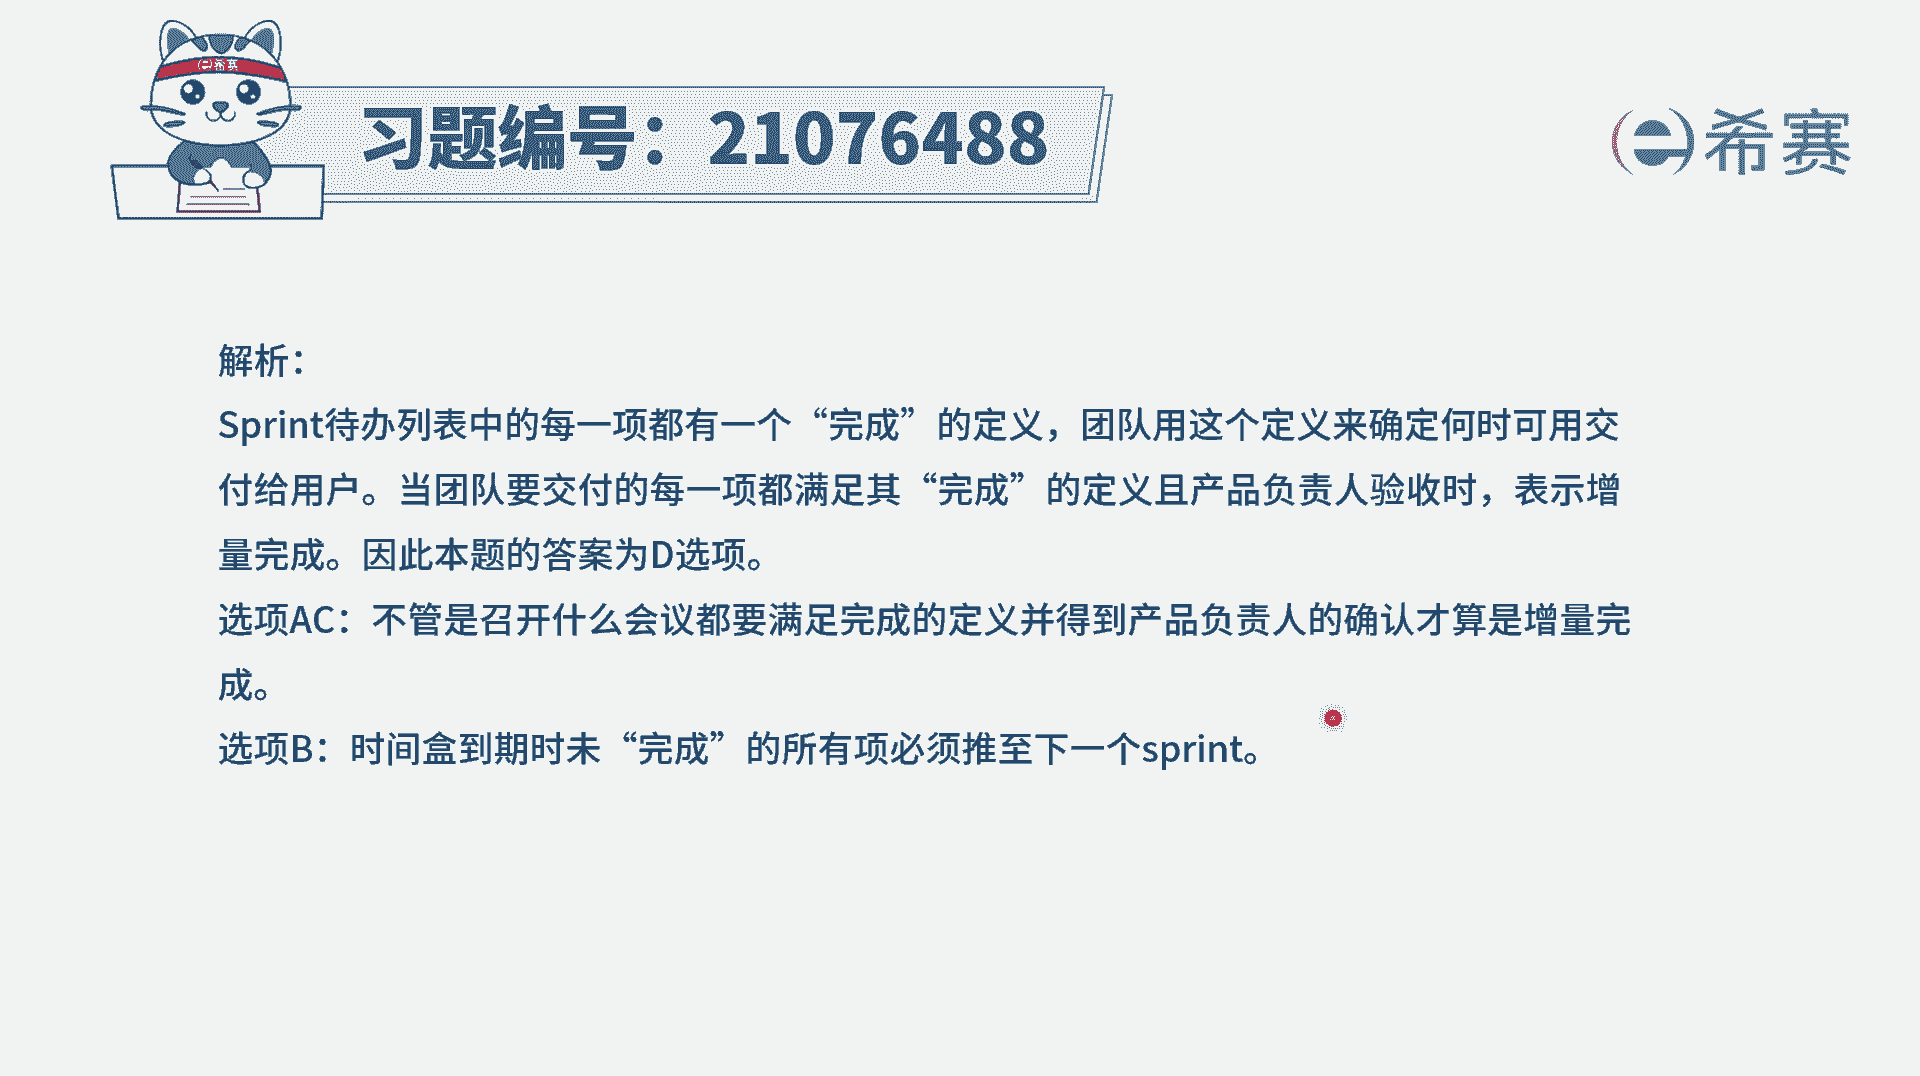 希赛
习题编号：21076488
希赛
解析：
Sprint待办列表中的每一项都有一个“完成”的定义，团队用这个定义来确定何时可用交
付给用户。当团队要交付的每一项都满足其“完成”的定义且产品负责人验收时，表示增
量完成。因此本题的答案为D选项。
选项AC：不管是召开什么会议都要满足完成的定义并得到产品负责人的确认才算是增量完
成。
选项B：时间盒到期时未“完成”的所有项必须推至下一个sprint。